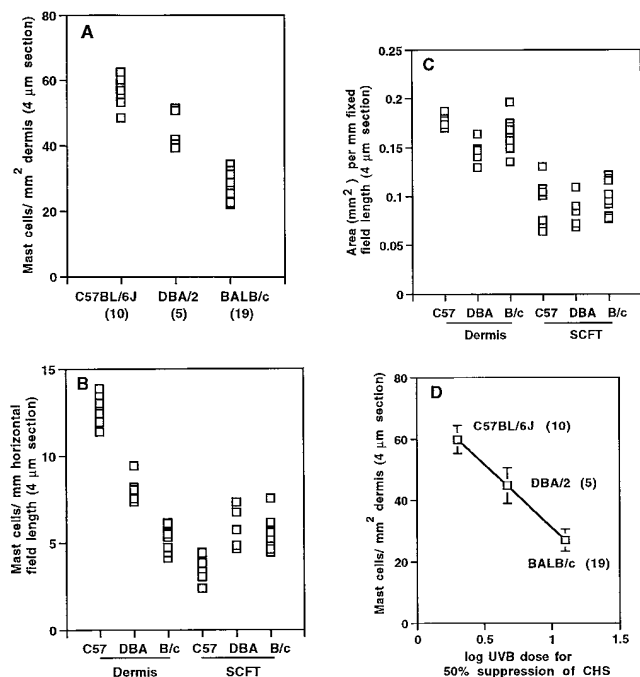 A
Mast cells/ mm2 dermis (4 µm section)
80
60
40
20
0
C57BL/6J DBA/2 BALB/c
(10) (5) (19)
B
Mast cells/ mm horizontal
field length (4 µm section)
15
10
5
0
C57 DBA B/c C57 DBA B/c
Dermis SCFT
C
Area (mm2) per mm fixed
field length (4 µm section)
0.25
0.2
0.15
0.1
0.05
0.00
C57 DBA B/c C57 DBA B/c
Dermis SCFT
D
Mast cells/ mm2 dermis (4 µm section)
80
60
40
20
0
C57BL/6J (10)
DBA/2 (5)
BALB/c (19)
0.0 0.5 1.0 1.5
log UVB dose for
50% suppression of CHS